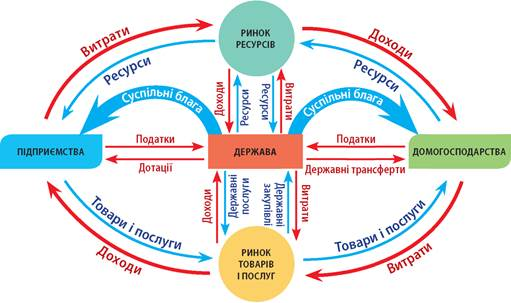 Витрати
РИНОК
РЕСУРСІВ
Доходи
Ресурси
Ресурси
Суспільні блага
Доходи
Ресурси
Ресурси
Витрати
Суспільні блага
ПІДПРИЄМСТВА
Податки
Дотації
ДЕРЖАВА
Податки
Державні трансферти
ДОМОГОСПОДАРСТВА
Товари і послуги
Доходи
Доходи
Державні
послуги
Державні
закупівлі
Витрати
Товари і послуги
Витрати
РИНОК
ТОВАРІВ
І ПОСЛУГ